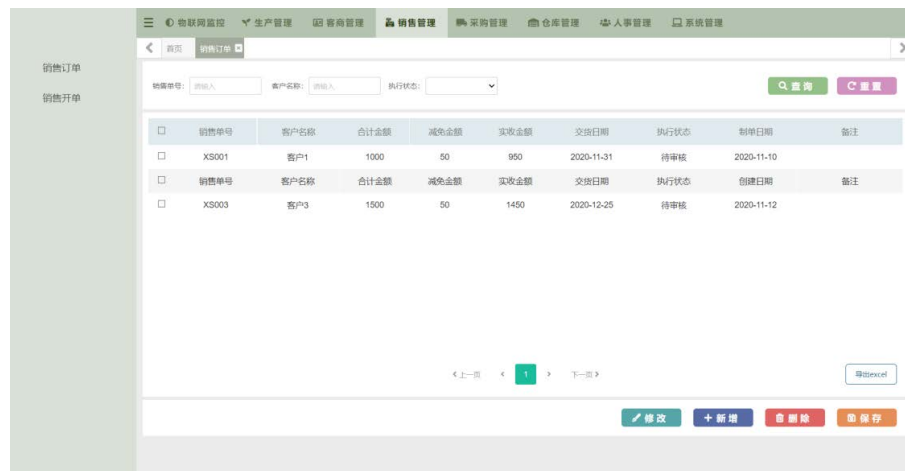 物联网监控 生产管理 客商管理 销售管理 采购管理 仓库管理 人事管理 系统管理
首页 销售订单
销售订单
销售开单
销售单号： 请输入 客户名称： 请输入 执行状态： 查询 重置
销售单号 客户名称 合计金额 减免金额 实收金额 交货日期 执行状态 制单日期 备注
XS001 客户1 1000 50 950 2020-11-31 待审核 2020-11-10
销售单号 客户名称 合计金额 减免金额 实收金额 交货日期 执行状态 创建日期 备注
XS003 客户3 1500 50 1450 2020-12-25 待审核 2020-11-12
上一页 1 下一页 导出excel
修改 新增 删除 保存